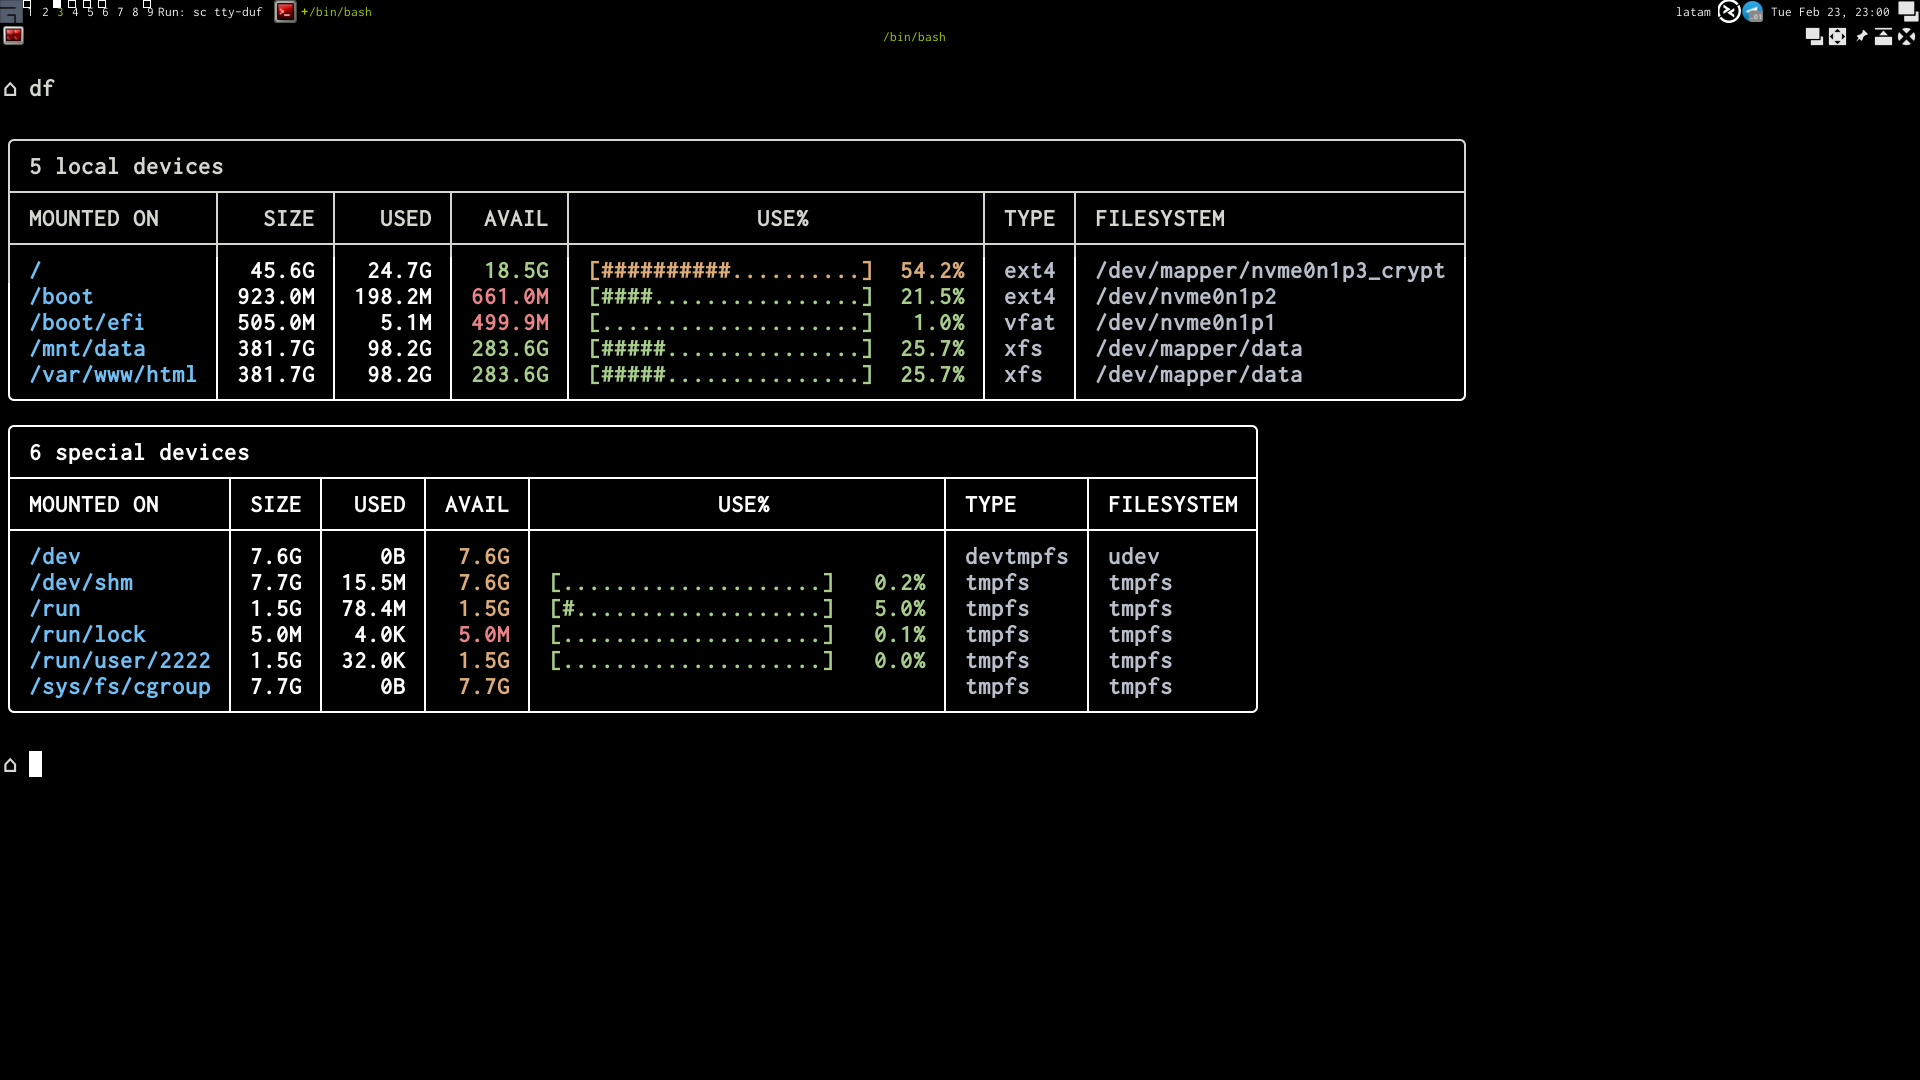 1 2 3 4 5 6 7 8 9 Run: sc tty-duf +/bin/bash latam Tue Feb 23, 23:00
/bin/bash
⌂ df
5 local devices
MOUNTED ON SIZE USED AVAIL USE% TYPE FILESYSTEM
/ 45.6G 24.7G 18.5G [##########..........] 54.2% ext4 /dev/mapper/nvme0n1p3_crypt
/boot 923.0M 198.2M 661.0M [####................] 21.5% ext4 /dev/nvme0n1p2
/boot/efi 505.0M 5.1M 499.9M [....................] 1.0% vfat /dev/nvme0n1p1
/mnt/data 381.7G 98.2G 283.6G [#####...............] 25.7% xfs /dev/mapper/data
/var/www/html 381.7G 98.2G 283.6G [#####...............] 25.7% xfs /dev/mapper/data
6 special devices
MOUNTED ON SIZE USED AVAIL USE% TYPE FILESYSTEM
/dev 7.6G 0B 7.6G devtmpfs udev
/dev/shm 7.7G 15.5M 7.6G [....................] 0.2% tmpfs tmpfs
/run 1.5G 78.4M 1.5G [#...................] 5.0% tmpfs tmpfs
/run/lock 5.0M 4.0K 5.0M [....................] 0.1% tmpfs tmpfs
/run/user/2222 1.5G 32.0K 1.5G [....................] 0.0% tmpfs tmpfs
/sys/fs/cgroup 7.7G 0B 7.7G tmpfs tmpfs
⌂